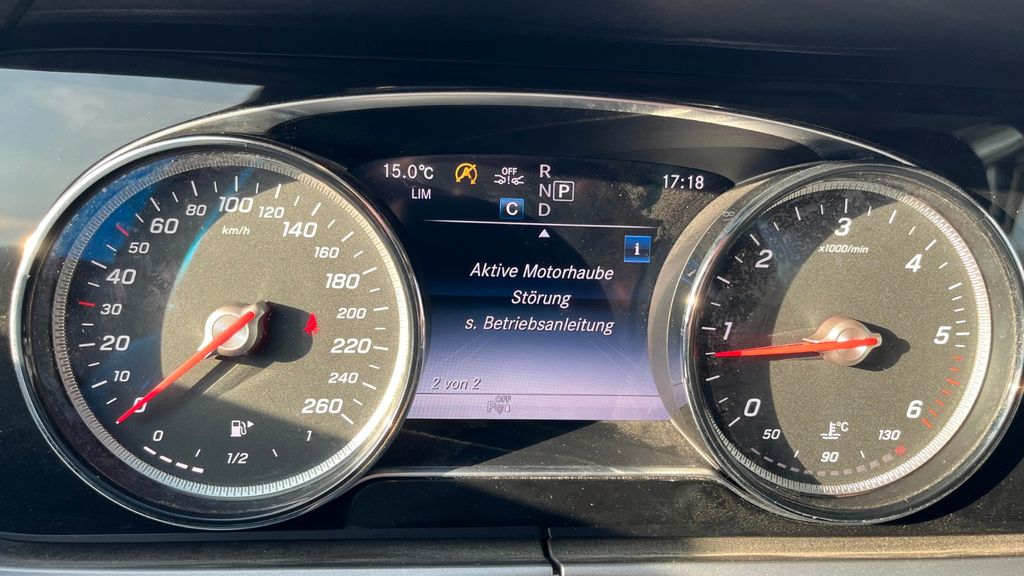 15.0°C
LIM
OFF
R
N P
D
C
17:18
i
Aktive Motorhaube
Störung
s. Betriebsanleitung
2 von 2
OFF
P
0
10
20
30
40
50
60
80
100
120
140
160
180
200
220
240
260
km/h
0
1/2
1
0
1
2
3
4
5
6
x1000/min
50
90
130
°C